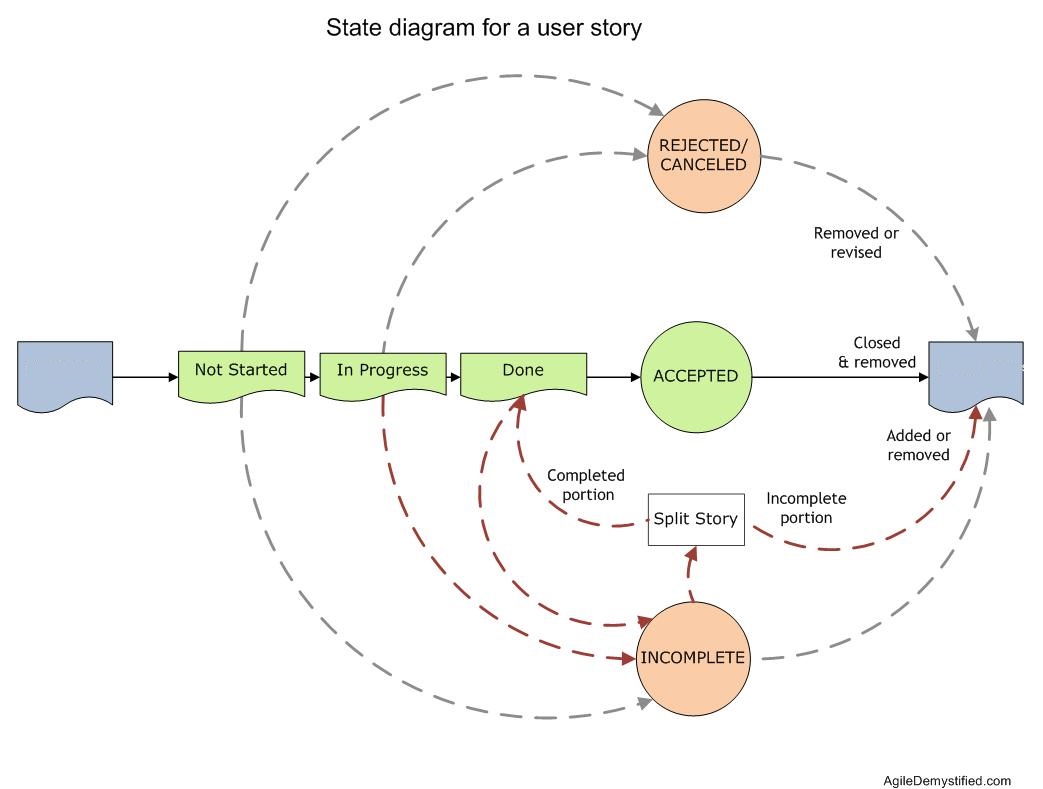 State diagram for a user story
REJECTED/
CANCELED
Removed or
revised
Not Started
In Progress
Done
ACCEPTED
Closed
& removed
Added or
removed
Completed
portion
Split Story
Incomplete
portion
INCOMPLETE
AgileDemystified.com